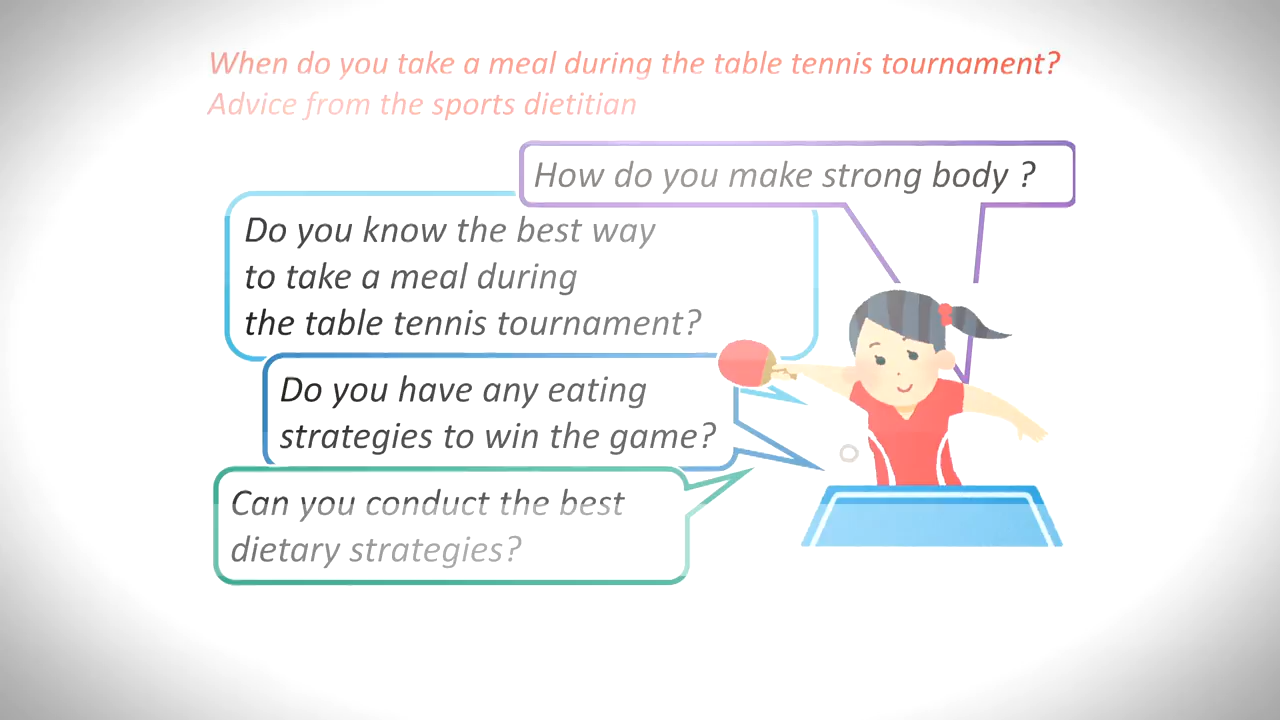 When do you take a meal during the table tennis tournament?
Advice from the sports dietitian
How do you make strong body ?
Do you know the best way
to take a meal during
the table tennis tournament?
Do you have any eating
strategies to win the game?
Can you conduct the best
dietary strategies?